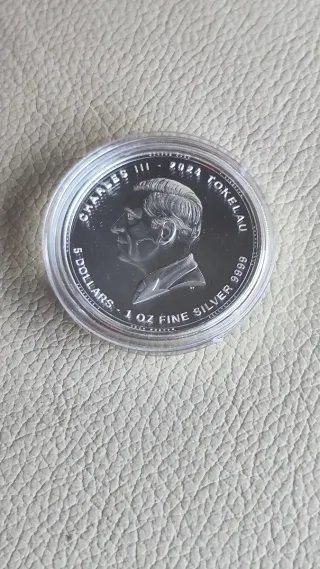 CHARLES III - 2024 TOKELAU
5 DOLLARS - 1 OZ FINE SILVER 9999